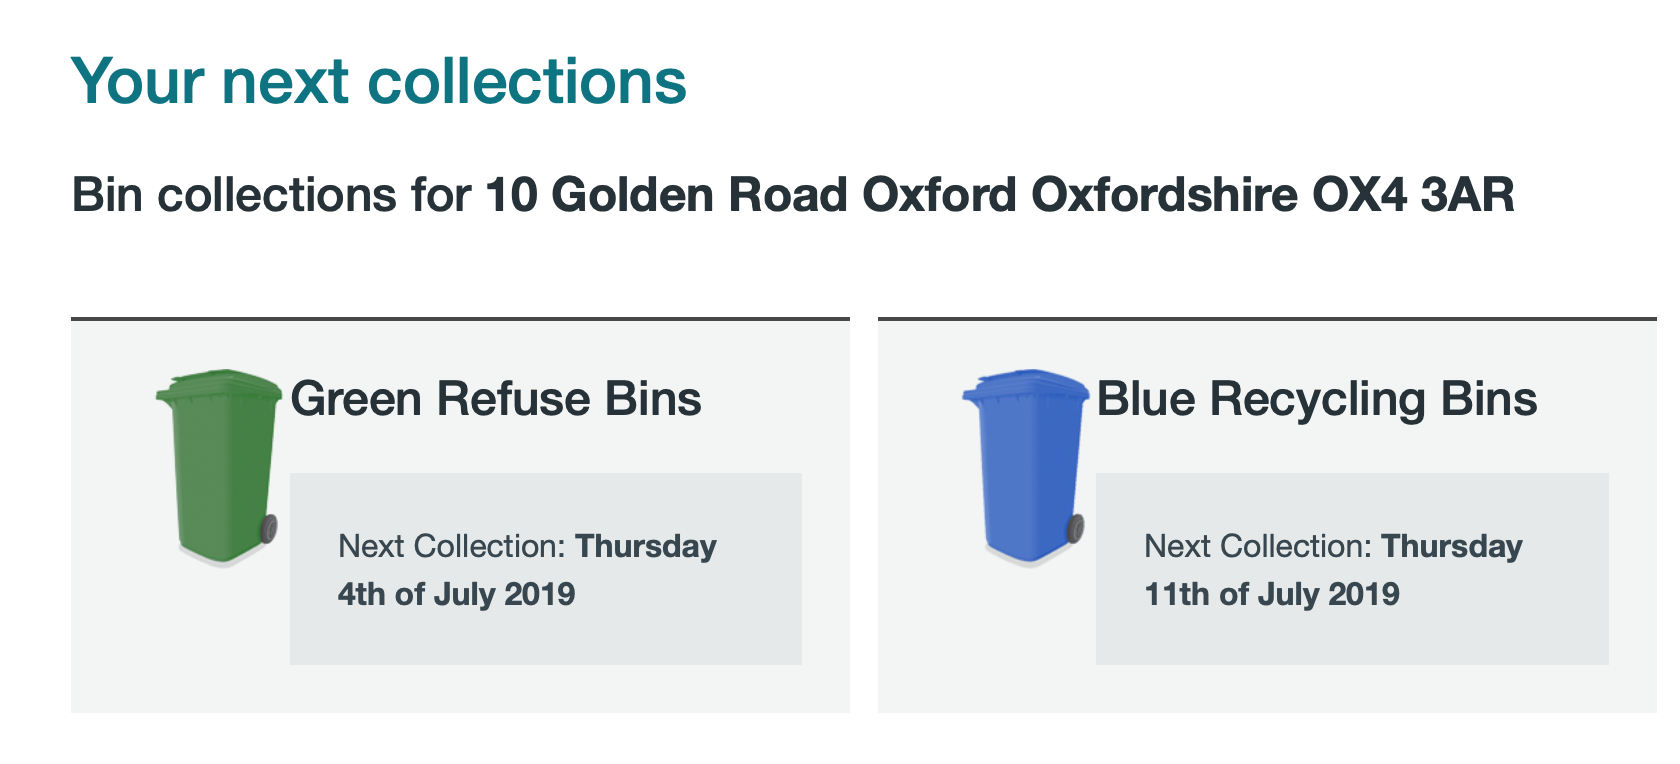 Your next collections
Bin collections for 10 Golden Road Oxford Oxfordshire OX4 3AR
Green Refuse Bins
Next Collection: Thursday
4th of July 2019
Blue Recycling Bins
Next Collection: Thursday
11th of July 2019